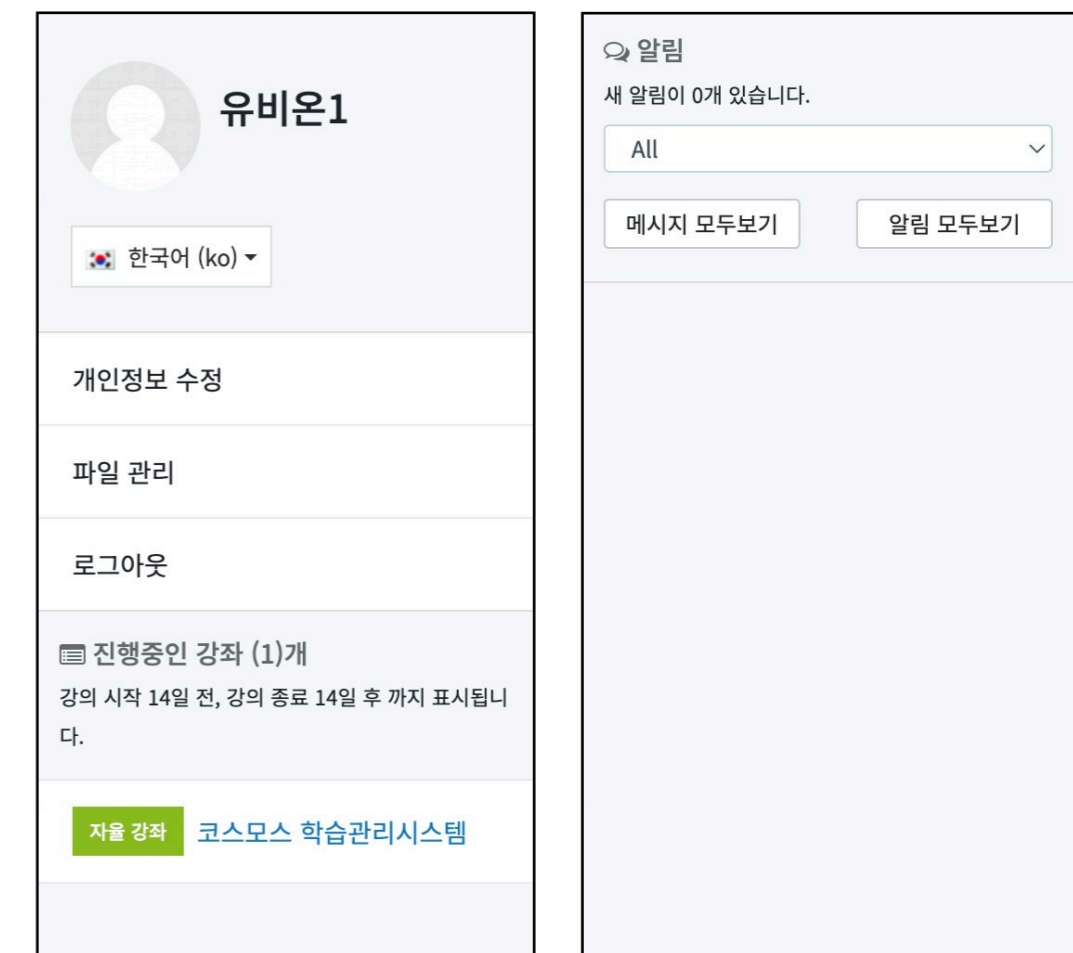 유비온1
한국어 (ko)
개인정보 수정
파일 관리
로그아웃
진행중인 강좌 (1)개
강의 시작 14일 전, 강의 종료 14일 후 까지 표시됩니
다.
자율 강좌 코스모스 학습관리시스템
알림
새 알림이 0개 있습니다.
All
메시지 모두보기 알림 모두보기